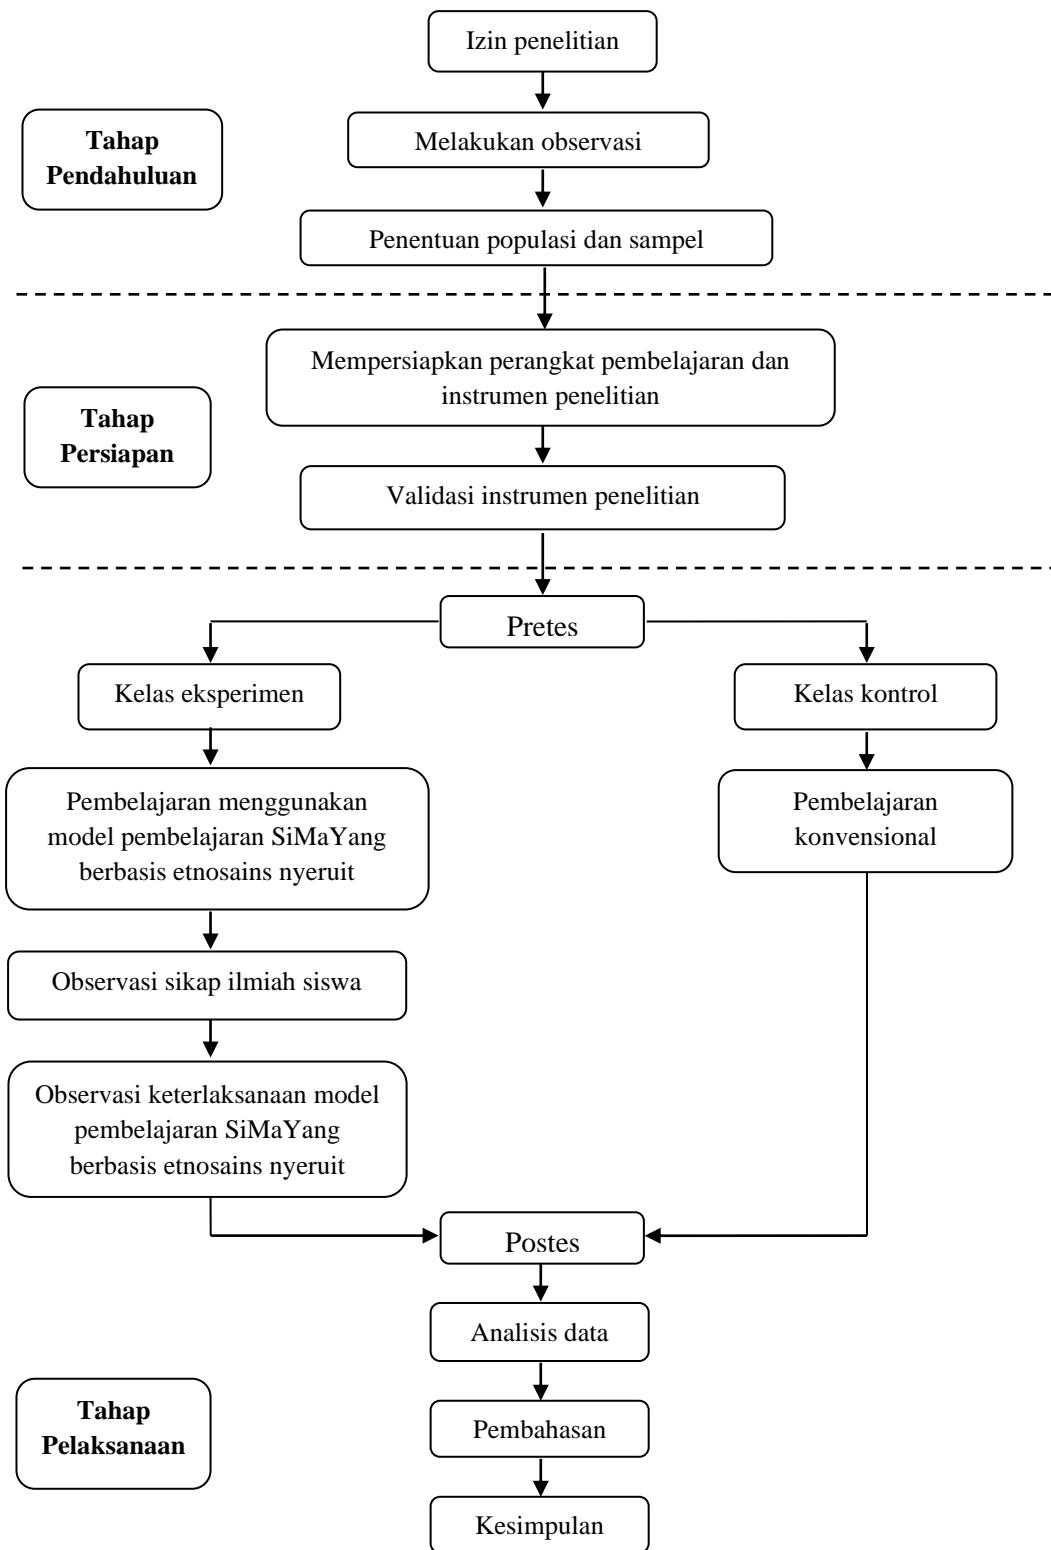 Izin penelitian
Tahap
Pendahuluan
Melakukan observasi
Penentuan populasi dan sampel
Mempersiapkan perangkat pembelajaran dan
instrumen penelitian
Tahap
Persiapan
Validasi instrumen penelitian
Pretes
Kelas eksperimen
Kelas kontrol
Pembelajaran menggunakan
model pembelajaran SiMaYang
berbasis etnosains nyeruit
Pembelajaran
konvensional
Observasi sikap ilmiah siswa
Observasi keterlaksanaan model
pembelajaran SiMaYang
berbasis etnosains nyeruit
Postes
Analisis data
Tahap
Pelaksanaan
Pembahasan
Kesimpulan